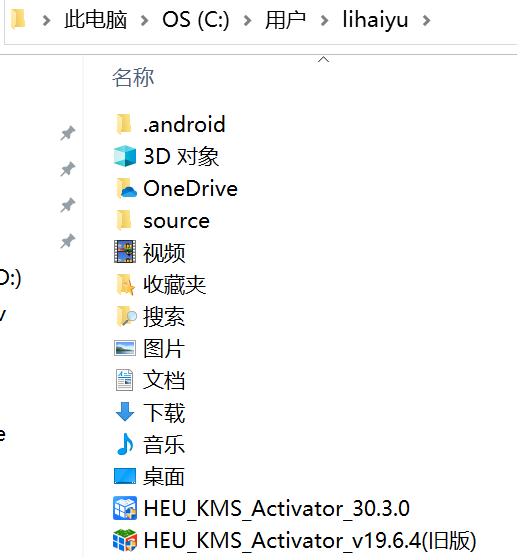 此电脑 > OS (C:) > 用户 > lihaiyu >
名称
.android
3D 对象
OneDrive
source
视频
收藏夹
搜索
图片
文档
下载
音乐
桌面
HEU_KMS_Activator_30.3.0
HEU_KMS_Activator_v19.6.4(旧版)
O:)